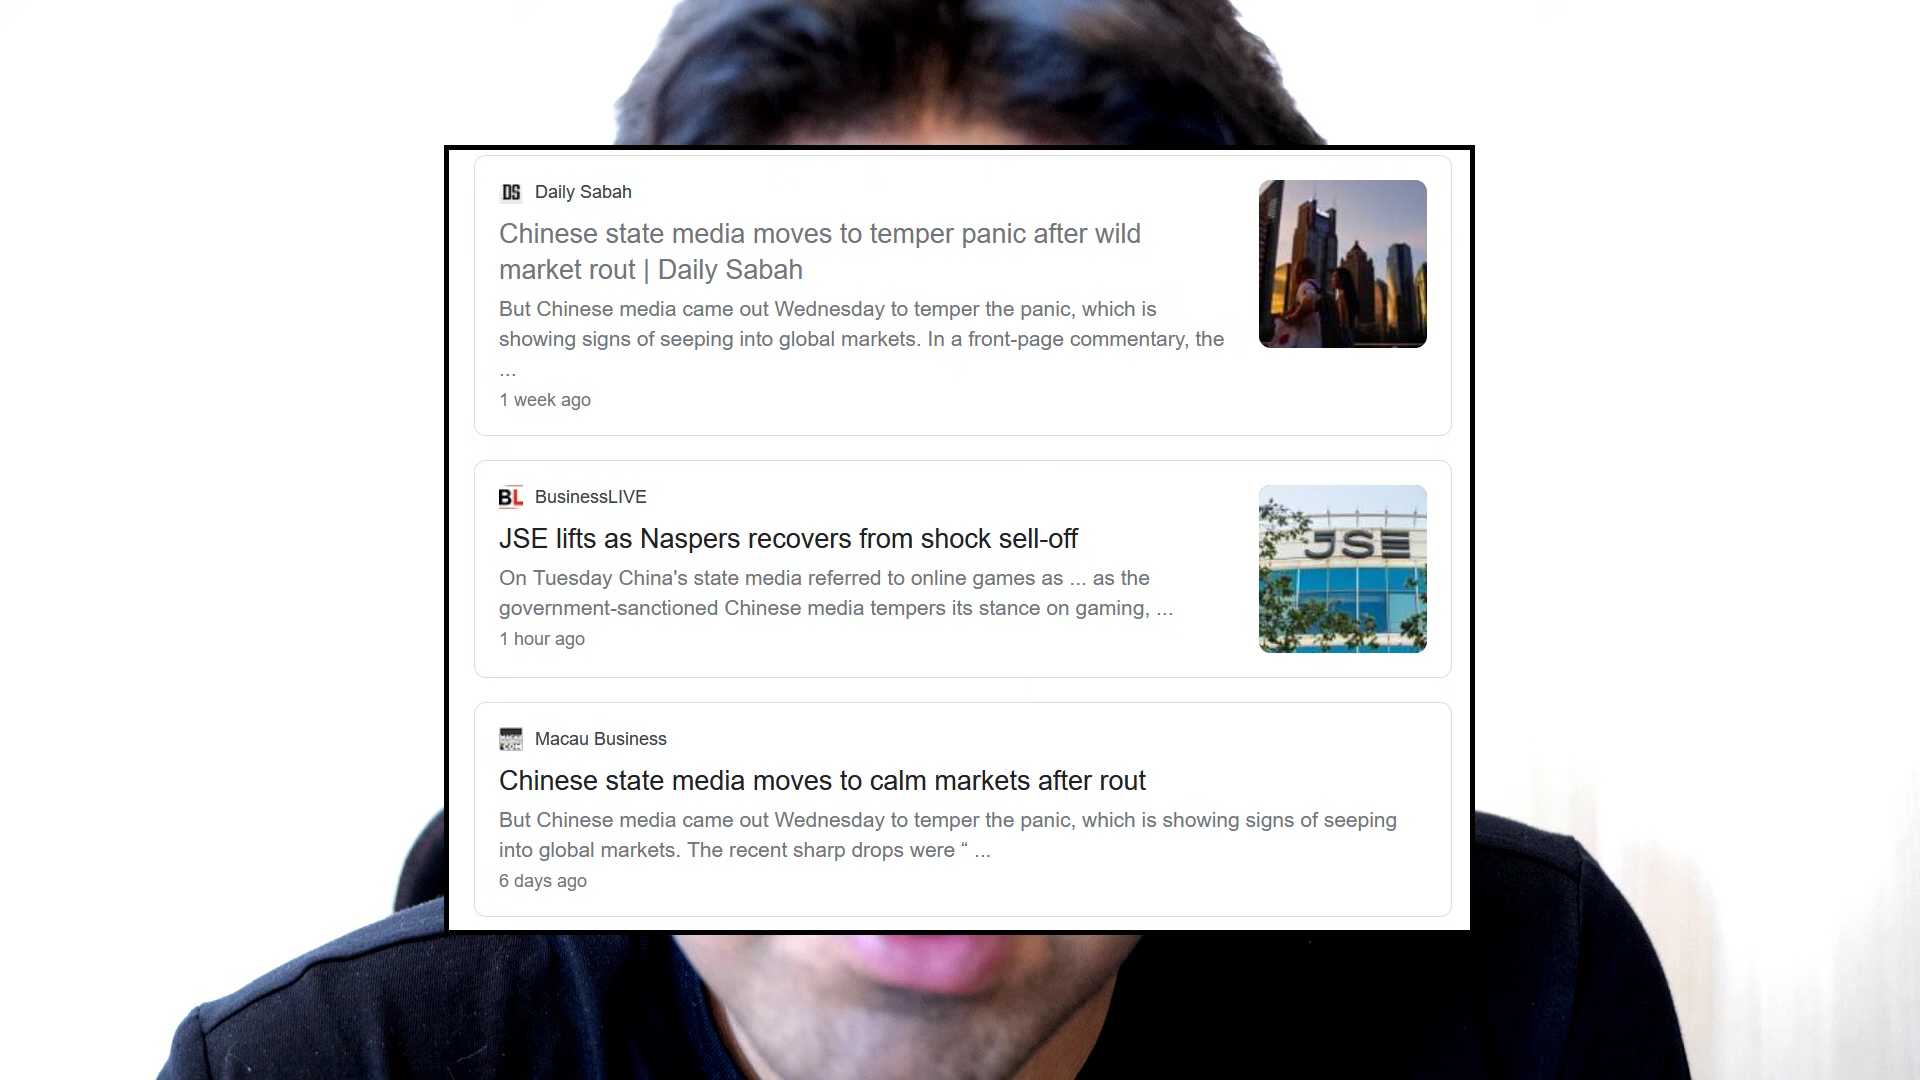 DS Daily Sabah
Chinese state media moves to temper panic after wild
market rout | Daily Sabah
But Chinese media came out Wednesday to temper the panic, which is
showing signs of seeping into global markets. In a front-page commentary, the
...
1 week ago
BL BusinessLIVE
JSE lifts as Naspers recovers from shock sell-off
On Tuesday China's state media referred to online games as ... as the
government-sanctioned Chinese media tempers its stance on gaming, ...
1 hour ago
JSE
Macau Business
Chinese state media moves to calm markets after rout
But Chinese media came out Wednesday to temper the panic, which is showing signs of seeping
into global markets. The recent sharp drops were “ ...
6 days ago